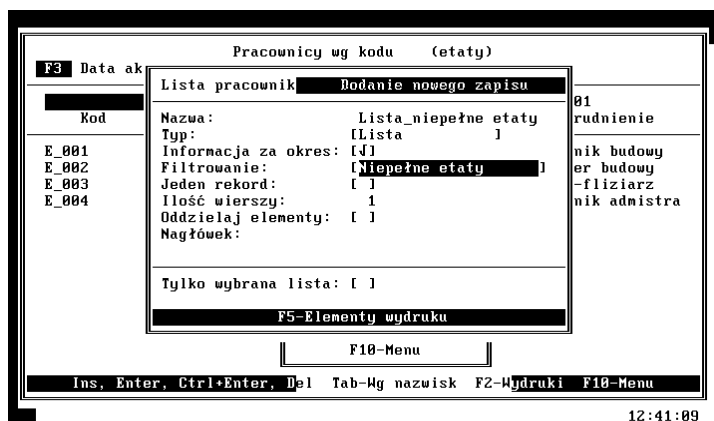 Pracownicy wg kodu (etaty)
F3 Data ak
Lista pracownik Dodanie nowego zapisu
01
Kod
rudnienie
Nazwa: Lista_niepełne etaty
Typ: [Lista ]
Informacja za okres: [√]
Filtrowanie: [Niepełne etaty ]
Jeden rekord: [ ]
Ilość wierszy: 1
Oddzielaj elementy: [ ]
Nagłówek:
E_001 nik budowy
E_002 er budowy
E_003 -fliziarz
E_004 nik admistra
Tylko wybrana lista: [ ]
F5-Elementy wydruku
F10-Menu
Ins, Enter, Ctrl+Enter, Del Tab-Wg nazwisk F2-Wydruki F10-Menu
12:41:09